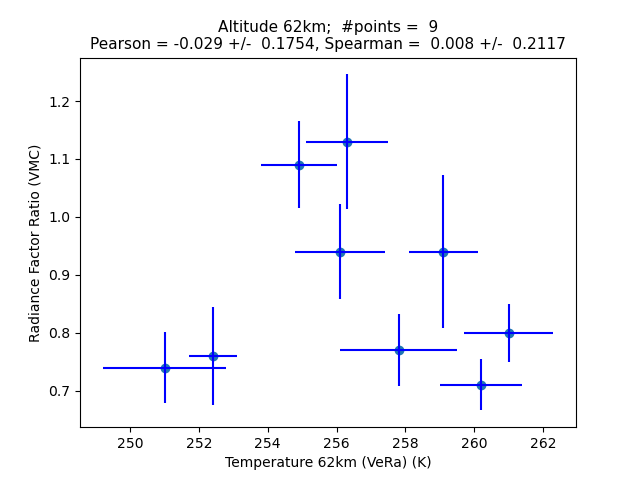 Altitude 62km;  #points =  9
Pearson = -0.029 +/-  0.1754, Spearman =  0.008 +/-  0.2117
1.2
1.1
1.0
0.9
0.8
0.7
Radiance Factor Ratio (VMC)
250 252 254 256 258 260 262
Temperature 62km (VeRa) (K)